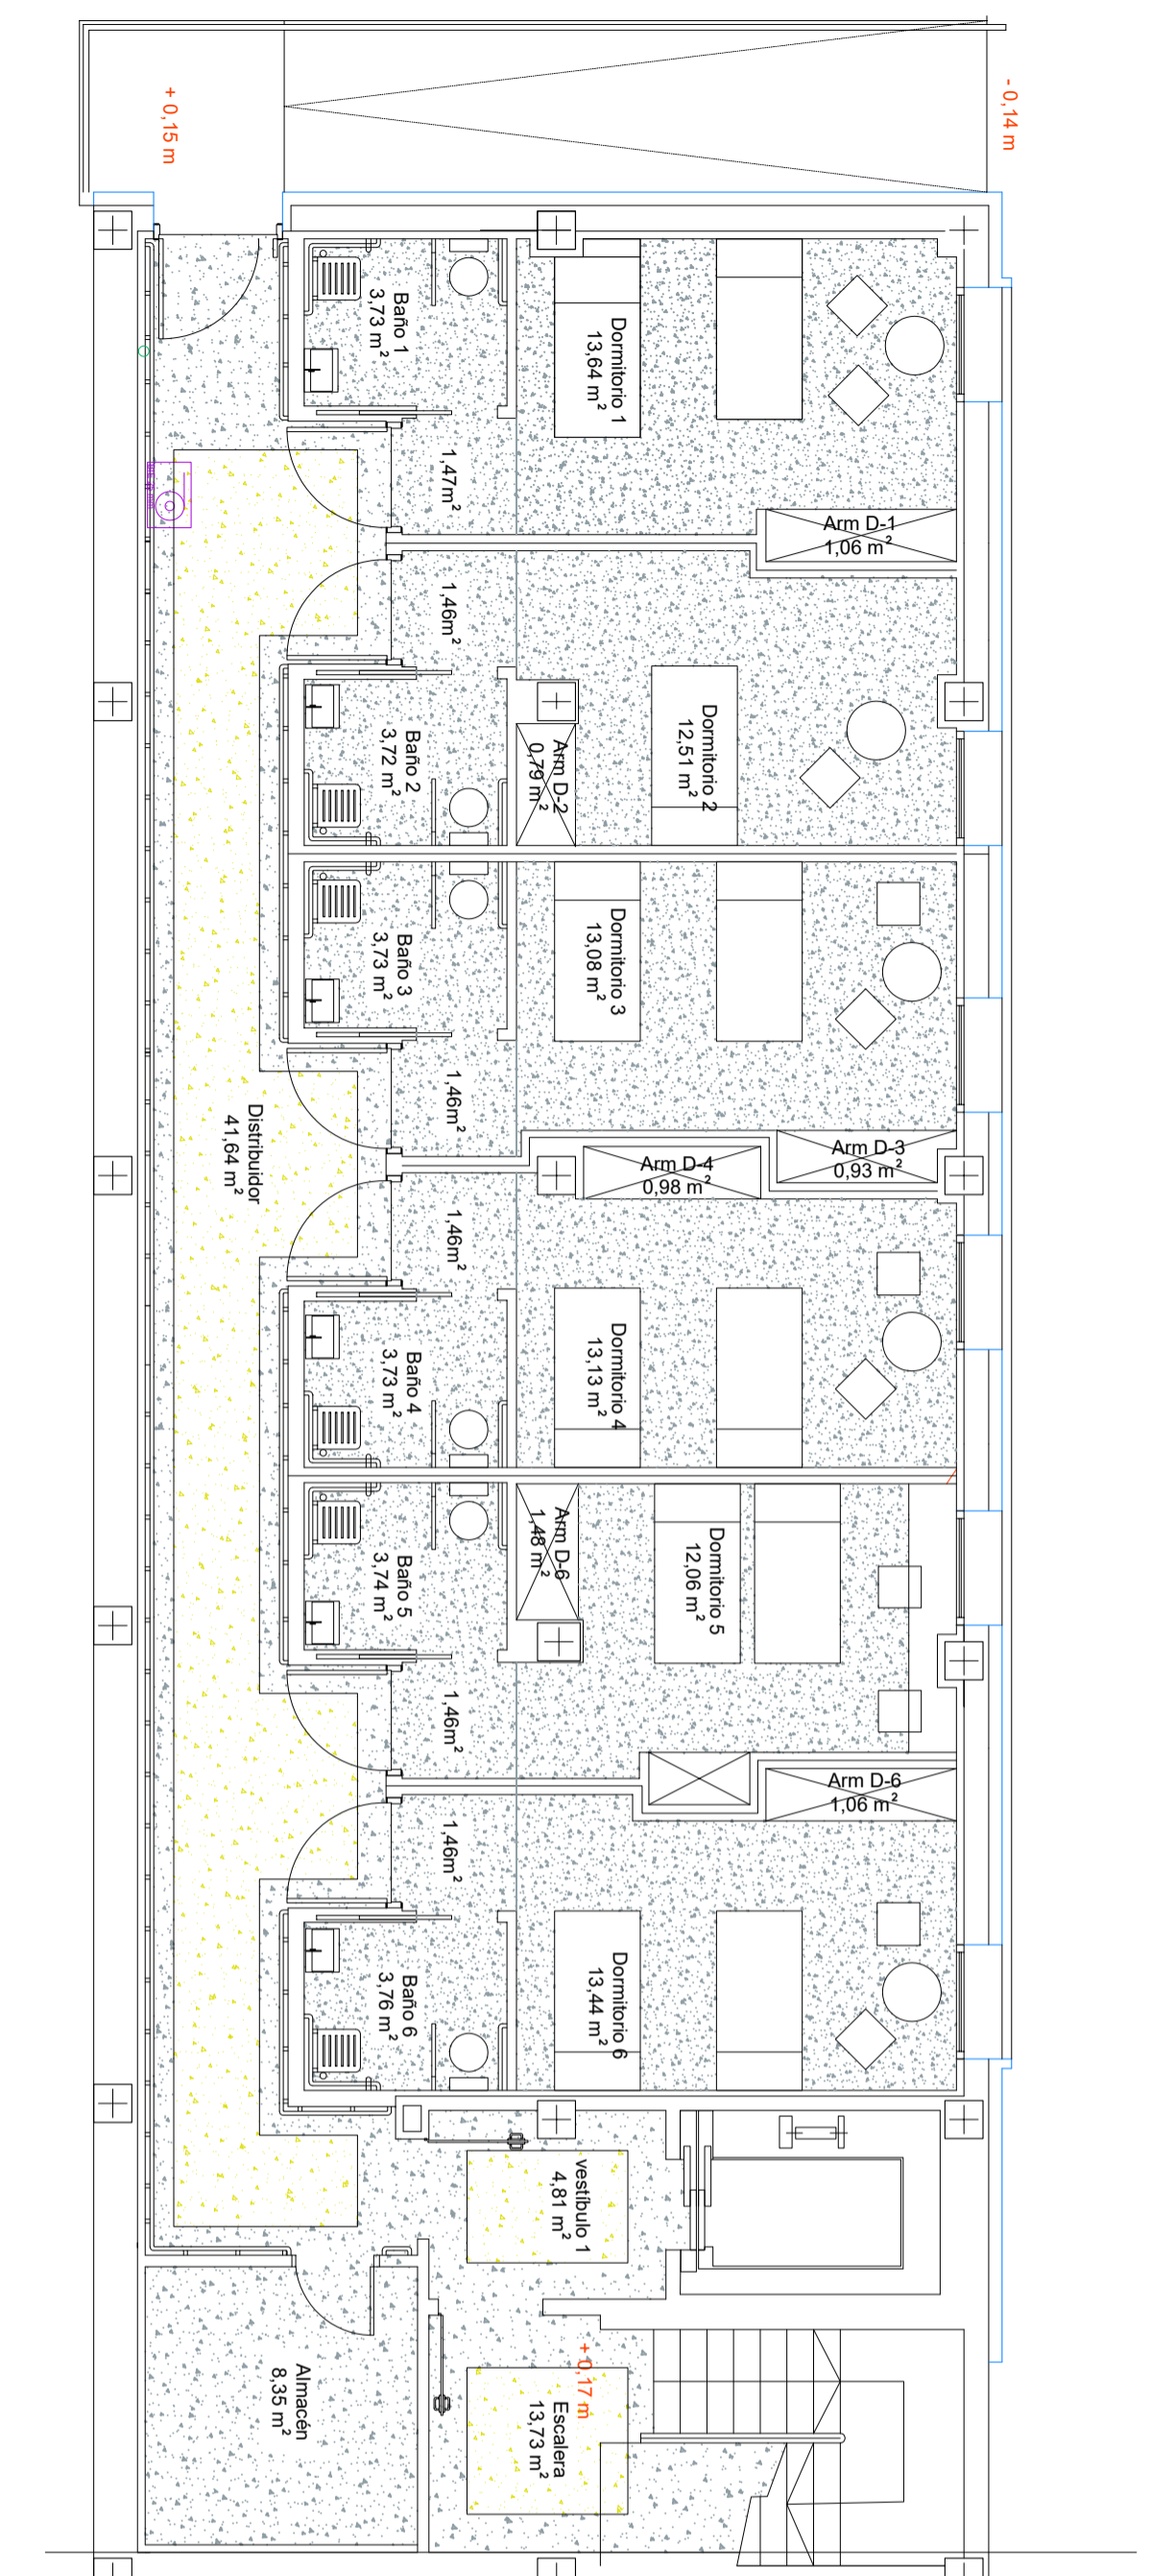 + 0,15 m
- 0,14 m
Baño 1
3,73 m²
Dormitorio 1
13,64 m²
1,47m²
Arm D-1
1,06 m²
1,46m²
Baño 2
3,72 m²
Arm D-2
0,79 m²
Dormitorio 2
12,51 m²
Baño 3
3,73 m²
Dormitorio 3
13,08 m²
1,46m²
Arm D-3
0,93 m²
Arm D-4
0,98 m²
Distribuidor
41,64 m²
1,46m²
Baño 4
3,73 m²
Dormitorio 4
13,13 m²
Baño 5
3,74 m²
Arm D-6
1,48 m²
Dormitorio 5
12,06 m²
1,46m²
Arm D-6
1,06 m²
1,46m²
Baño 6
3,76 m²
Dormitorio 6
13,44 m²
vestíbulo 1
4,81 m²
+ 0,17 m
Escalera
13,73 m²
Almacén
8,35 m²